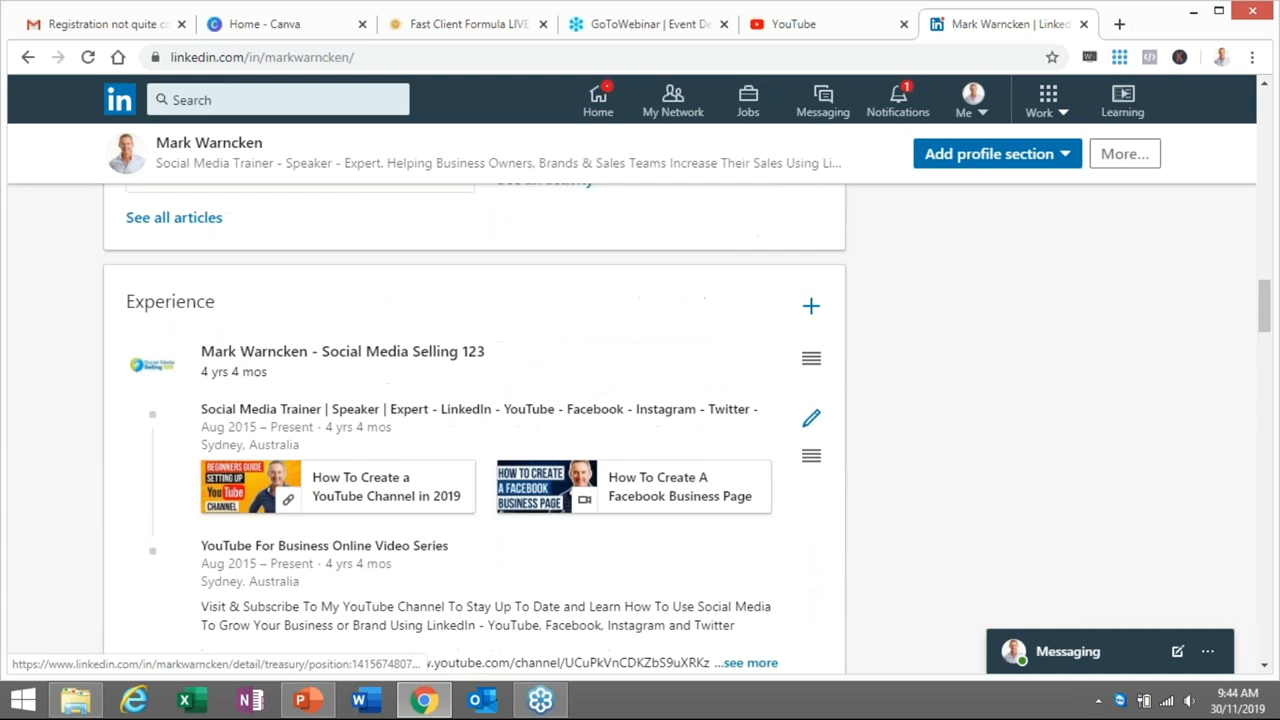 Registration not quite co
Home - Canva
Fast Client Formula LIVE
GoToWebinar | Event De
YouTube
Mark Warncken | Linked
linkedin.com/in/markwarncken/
in
Search
Home
My Network
Jobs
Messaging
1
Notifications
Me
Work
Learning
Mark Warncken
Social Media Trainer - Speaker - Expert, Helping Business Owners, Brands & Sales Teams Increase Their Sales Using Li...
Add profile section
More...
See all activity
See all articles
Experience
Mark Warncken - Social Media Selling 123
4 yrs 4 mos
Social Media Trainer | Speaker | Expert - LinkedIn - YouTube - Facebook - Instagram - Twitter -
Aug 2015 – Present · 4 yrs 4 mos
Sydney, Australia
BEGINNERS GUIDE
SETTING UP
YouTube
CHANNEL
How To Create a
YouTube Channel in 2019
HOW TO CREATE
A FACEBOOK
BUSINESS PAGE
How To Create A
Facebook Business Page
YouTube For Business Online Video Series
Aug 2015 – Present · 4 yrs 4 mos
Sydney, Australia
Visit & Subscribe To My YouTube Channel To Stay Up To Date and Learn How To Use Social Media
To Grow Your Business or Brand Using LinkedIn - YouTube, Facebook, Instagram and Twitter
.youtube.com/channel/UCuPkVnCDKZbS9uXRKz ...see more
https://www.linkedin.com/in/markwarncken/detail/treasury/position:1415674807...
Messaging
9:44 AM
30/11/2019